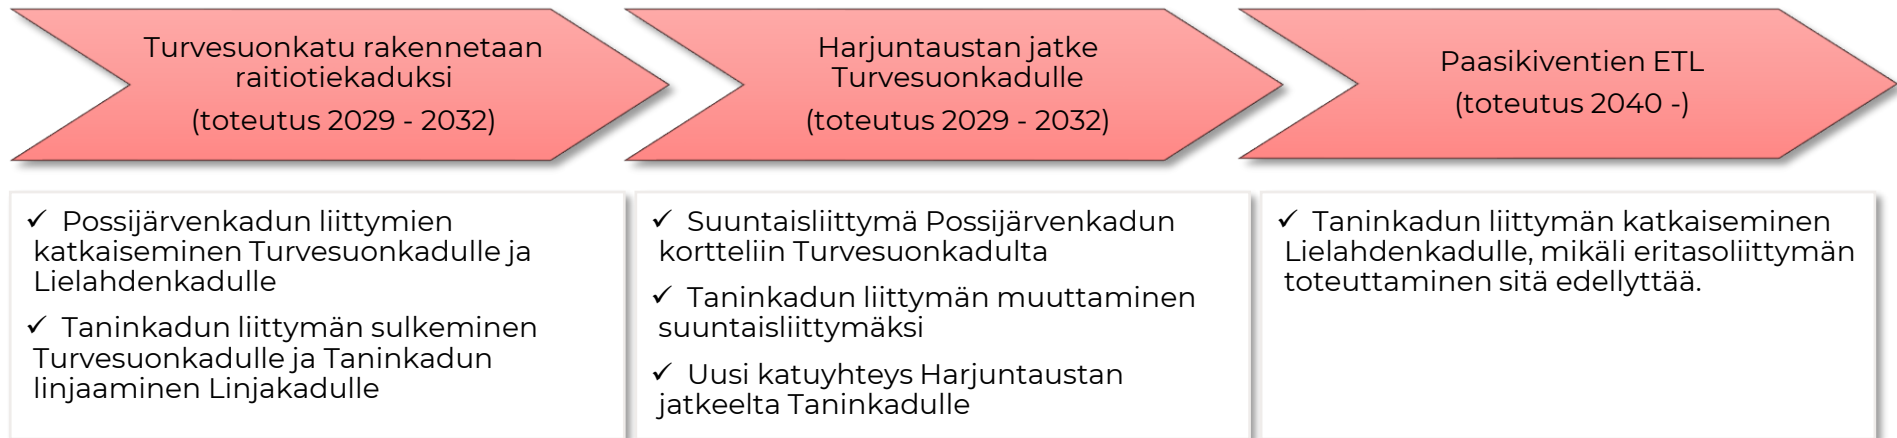 Turvesuonkatu rakennetaan
raitiotiekaduksi
(toteutus 2029 - 2032)
Harjuntaustan jatke
Turvesuonkadulle
(toteutus 2029 - 2032)
Paasikiventien ETL
(toteutus 2040 -)
✓ Possijärvenkadun liittymien
katkaiseminen Turvesuonkadulle ja
Lielahdenkadulle
✓ Taninkadun liittymän sulkeminen
Turvesuonkadulle ja Taninkadun
linjaaminen Linjakadulle
✓ Suuntaisliittymä Possijärvenkadun
kortteliin Turvesuonkadulta
✓ Taninkadun liittymän muuttaminen
suuntaisliittymäksi
✓ Uusi katuyhteys Harjuntaustan
jatkeelta Taninkadulle
✓ Taninkadun liittymän katkaiseminen
Lielahdenkadulle, mikäli eritasoliittymän
toteuttaminen sitä edellyttää.